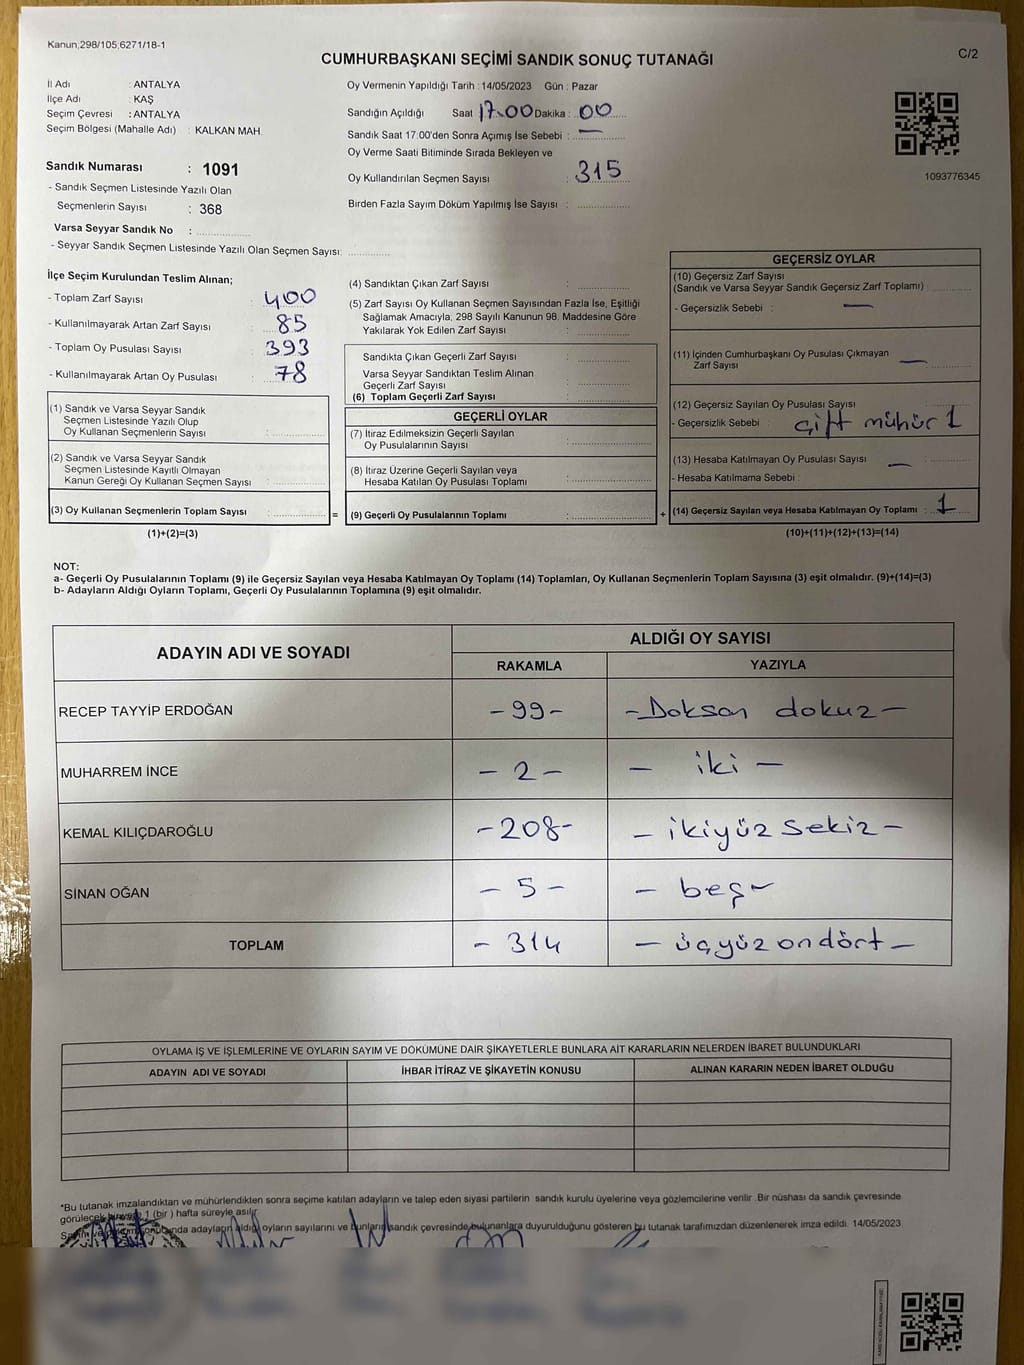 Kanun;298/105;6271/18-1
C/2
CUMHURBAŞKANI SEÇİMİ SANDIK SONUÇ TUTANAĞI
İl Adı : ANTALYA
İlçe Adı : KAŞ
Seçim Çevresi : ANTALYA
Seçim Bölgesi (Mahalle Adı) : KALKAN MAH.
Oy Vermenin Yapıldığı Tarih : 14/05/2023 Gün : Pazar
Sandığın Açıldığı Saat 17.00 Dakika : 00
Sandık Saat 17:00'den Sonra Açımış İse Sebebi : —
Oy Verme Saati Bitiminde Sırada Bekleyen ve
Oy Kullandırılan Seçmen Sayısı : 315
Birden Fazla Sayım Döküm Yapılmış İse Sayısı :
1093776345
Sandık Numarası : 1091
- Sandık Seçmen Listesinde Yazılı Olan
Seçmenlerin Sayısı : 368
Varsa Seyyar Sandık No :
- Seyyar Sandık Seçmen Listesinde Yazılı Olan Seçmen Sayısı:
İlçe Seçim Kurulundan Teslim Alınan;
- Toplam Zarf Sayısı : 400
- Kullanılmayarak Artan Zarf Sayısı : 85
- Toplam Oy Pusulası Sayısı : 393
- Kullanılmayarak Artan Oy Pusulası : 78
(1) Sandık ve Varsa Seyyar Sandık
Seçmen Listesinde Yazılı Olup
Oy Kullanan Seçmenlerin Sayısı :
(2) Sandık ve Varsa Seyyar Sandık
Seçmen Listesinde Kayıtlı Olmayan
Kanun Gereği Oy Kullanan Seçmen Sayısı :
(3) Oy Kullanan Seçmenlerin Toplam Sayısı :
(1)+(2)=(3)
=
(4) Sandıktan Çıkan Zarf Sayısı :
(5) Zarf Sayısı Oy Kullanan Seçmen Sayısından Fazla İse, Eşitliği
Sağlamak Amacıyla, 298 Sayılı Kanunun 98. Maddesine Göre
Yakılarak Yok Edilen Zarf Sayısı :
Sandıkta Çıkan Geçerli Zarf Sayısı :
Varsa Seyyar Sandıktan Teslim Alınan
Geçerli Zarf Sayısı :
(6) Toplam Geçerli Zarf Sayısı :
GEÇERLİ OYLAR
(7) İtiraz Edilmeksizin Geçerli Sayılan
Oy Pusulalarının Sayısı :
(8) İtiraz Üzerine Geçerli Sayılan veya
Hesaba Katılan Oy Pusulası Toplamı :
(9) Geçerli Oy Pusulalarının Toplamı :
+
GEÇERSİZ OYLAR
(10) Geçersiz Zarf Sayısı
(Sandık ve Varsa Seyyar Sandık Geçersiz Zarf Toplamı) :
- Geçersizlik Sebebi : —
(11) İçinden Cumhurbaşkanı Oy Pusulası Çıkmayan
Zarf Sayısı : —
(12) Geçersiz Sayılan Oy Pusulası Sayısı :
- Geçersizlik Sebebi : çift mühür 1
(13) Hesaba Katılmayan Oy Pusulası Sayısı : —
- Hesaba Katılmama Sebebi :
(14) Geçersiz Sayılan veya Hesaba Katılmayan Oy Toplamı : 1
(10)+(11)+(12)+(13)=(14)
NOT:
a- Geçerli Oy Pusulalarının Toplamı (9) ile Geçersiz Sayılan veya Hesaba Katılmayan Oy Toplamı (14) Toplamları, Oy Kullanan Seçmenlerin Toplam Sayısına (3) eşit olmalıdır. (9)+(14)=(3)
b- Adayların Aldığı Oyların Toplamı, Geçerli Oy Pusulalarının Toplamına (9) eşit olmalıdır.
ADAYIN ADI VE SOYADI
ALDIĞI OY SAYISI
RAKAMLA YAZIYLA
RECEP TAYYİP ERDOĞAN - 99 - - Doksan dokuz -
MUHARREM İNCE - 2 - - iki -
KEMAL KILIÇDAROĞLU - 208 - - ikiyüz sekiz -
SİNAN OĞAN - 5 - - beş -
TOPLAM - 314 - üçyüz on dört -
OYLAMA İŞ VE İŞLEMLERİNE VE OYLARIN SAYIM VE DÖKÜMÜNE DAİR ŞİKAYETLERLE BUNLARA AİT KARARLARIN NELERDEN İBARET BULUNDUKLARI
ADAYIN ADI VE SOYADI İHBAR İTİRAZ VE ŞİKAYETİN KONUSU ALINAN KARARIN NEDEN İBARET OLDUĞU
*Bu tutanak imzalandıktan ve mühürlendikten sonra seçime katılan adayların ve talep eden siyasi partilerin sandık kurulu üyelerine veya gözlemcilerine verilir. Bir nüshası da sandık çevresinde
görülecek bir yere 1 (bir ) hafta süreyle asılır.
adayların aldığı oyların sayılarını ve bunların sandık çevresinde bulunanlara duyurulduğunu gösteren bu tutanak tarafımızdan düzenlenerek imza edildi. 14/05/2023